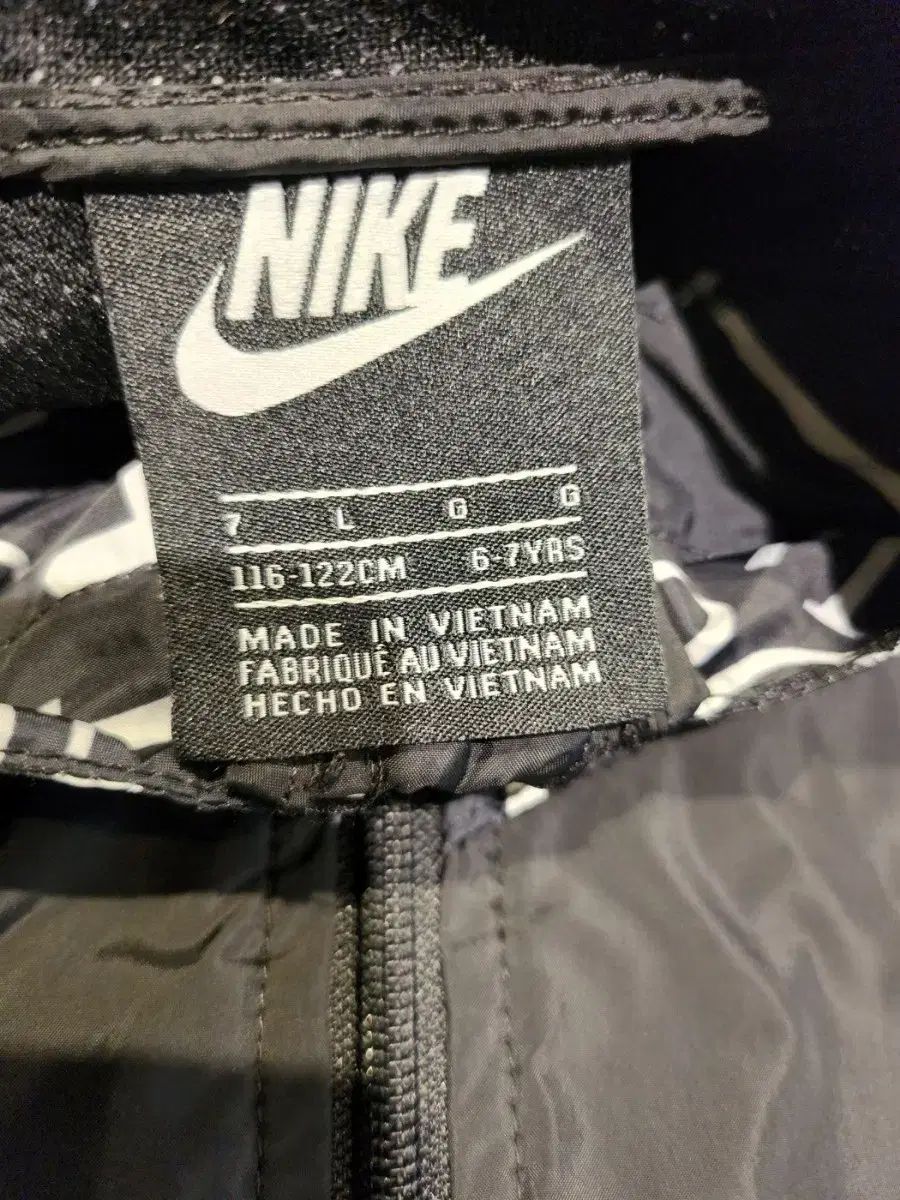 NIKE
7 L G G
116-122CM 6-7YRS
MADE IN VIETNAM
FABRIQUÉ AU VIETNAM
HECHO EN VIETNAM